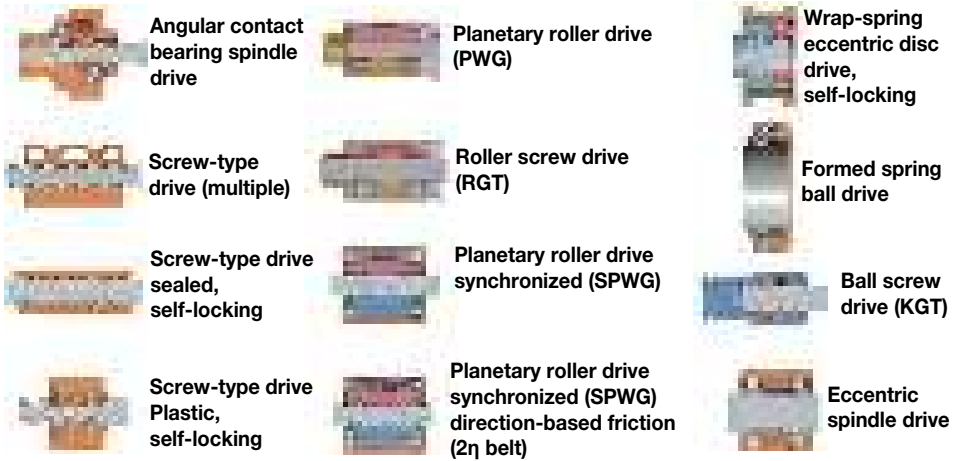 Angular contact
bearing spindle
drive
Screw-type
drive (multiple)
Screw-type drive
sealed,
self-locking
Screw-type drive
Plastic,
self-locking
Planetary roller drive
(PWG)
Roller screw drive
(RGT)
Planetary roller drive
synchronized (SPWG)
Planetary roller drive
synchronized (SPWG)
direction-based friction
(2η belt)
Wrap-spring
eccentric disc
drive,
self-locking
Formed spring
ball drive
Ball screw
drive (KGT)
Eccentric
spindle drive